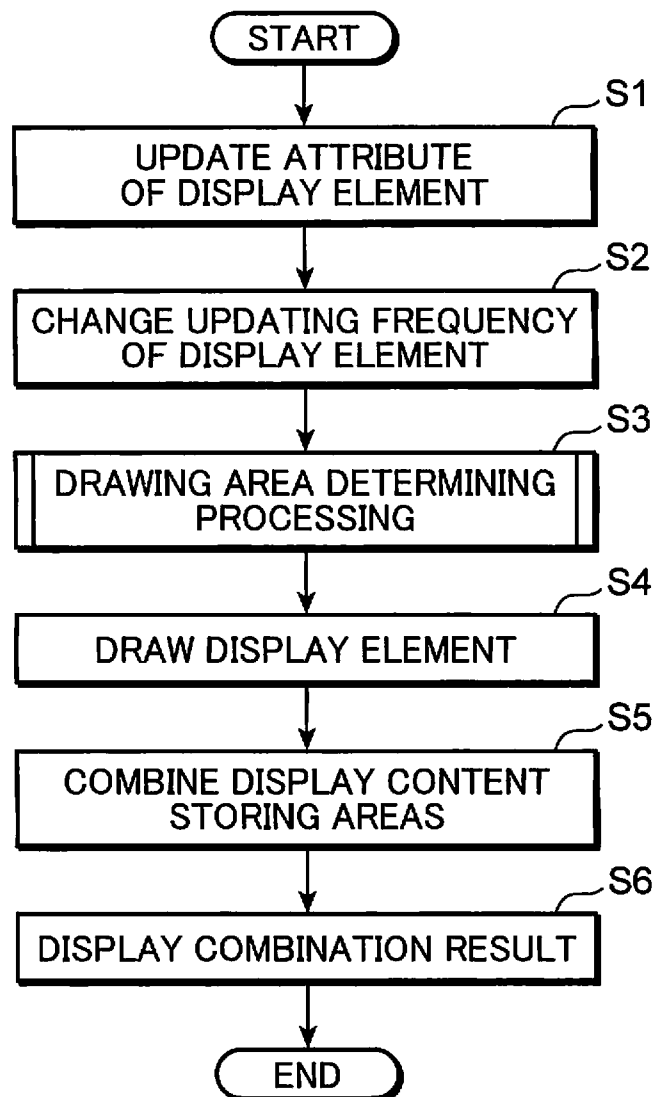 START
S1
UPDATE ATTRIBUTE
OF DISPLAY ELEMENT
S2
CHANGE UPDATING FREQUENCY
OF DISPLAY ELEMENT
S3
DRAWING AREA DETERMINING
PROCESSING
S4
DRAW DISPLAY ELEMENT
S5
COMBINE DISPLAY CONTENT
STORING AREAS
S6
DISPLAY COMBINATION RESULT
END